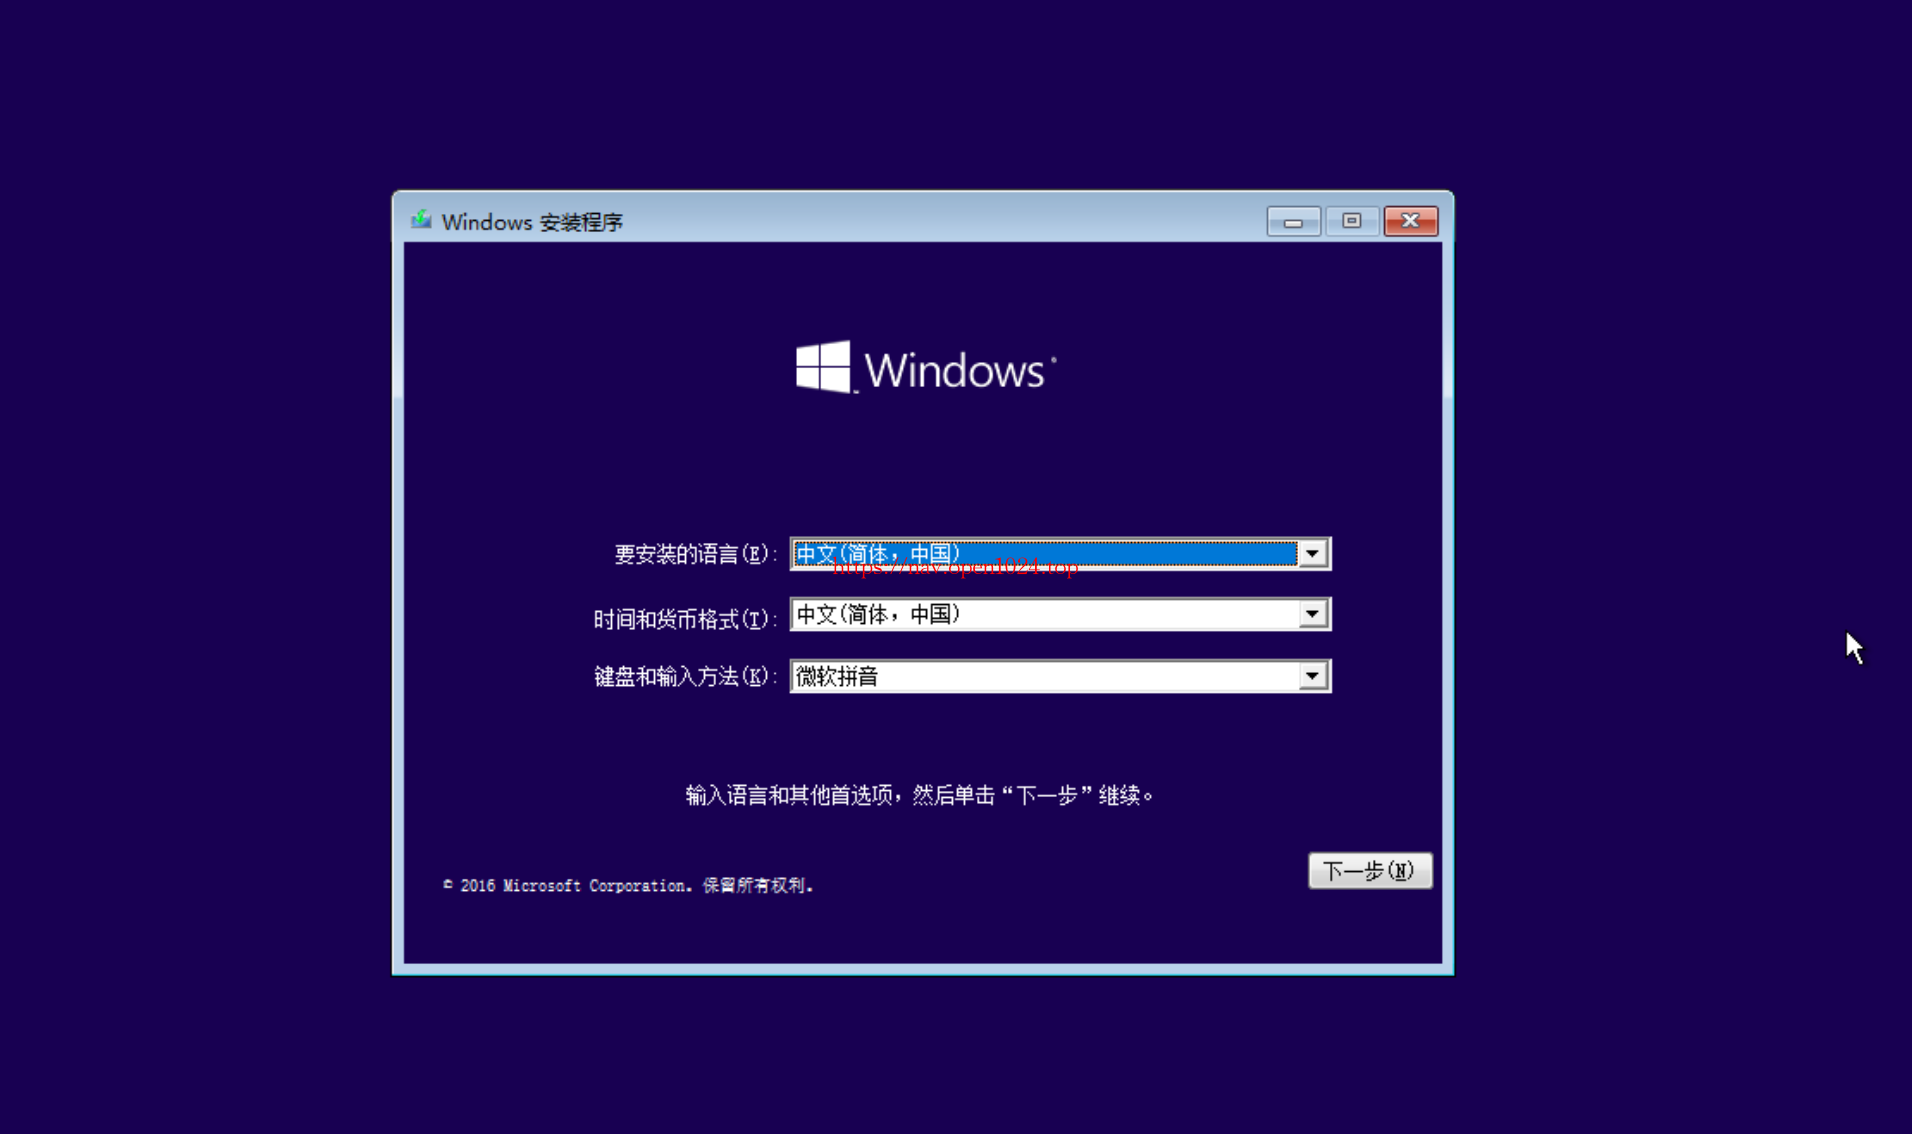 Windows 安装程序
Windows
要安装的语言(E): 中文(简体，中国)
https://nav.open1024.top
时间和货币格式(T): 中文(简体，中国)
键盘和输入方法(K): 微软拼音
输入语言和其他首选项，然后单击“下一步”继续。
下一步(N)
© 2016 Microsoft Corporation. 保留所有权利.